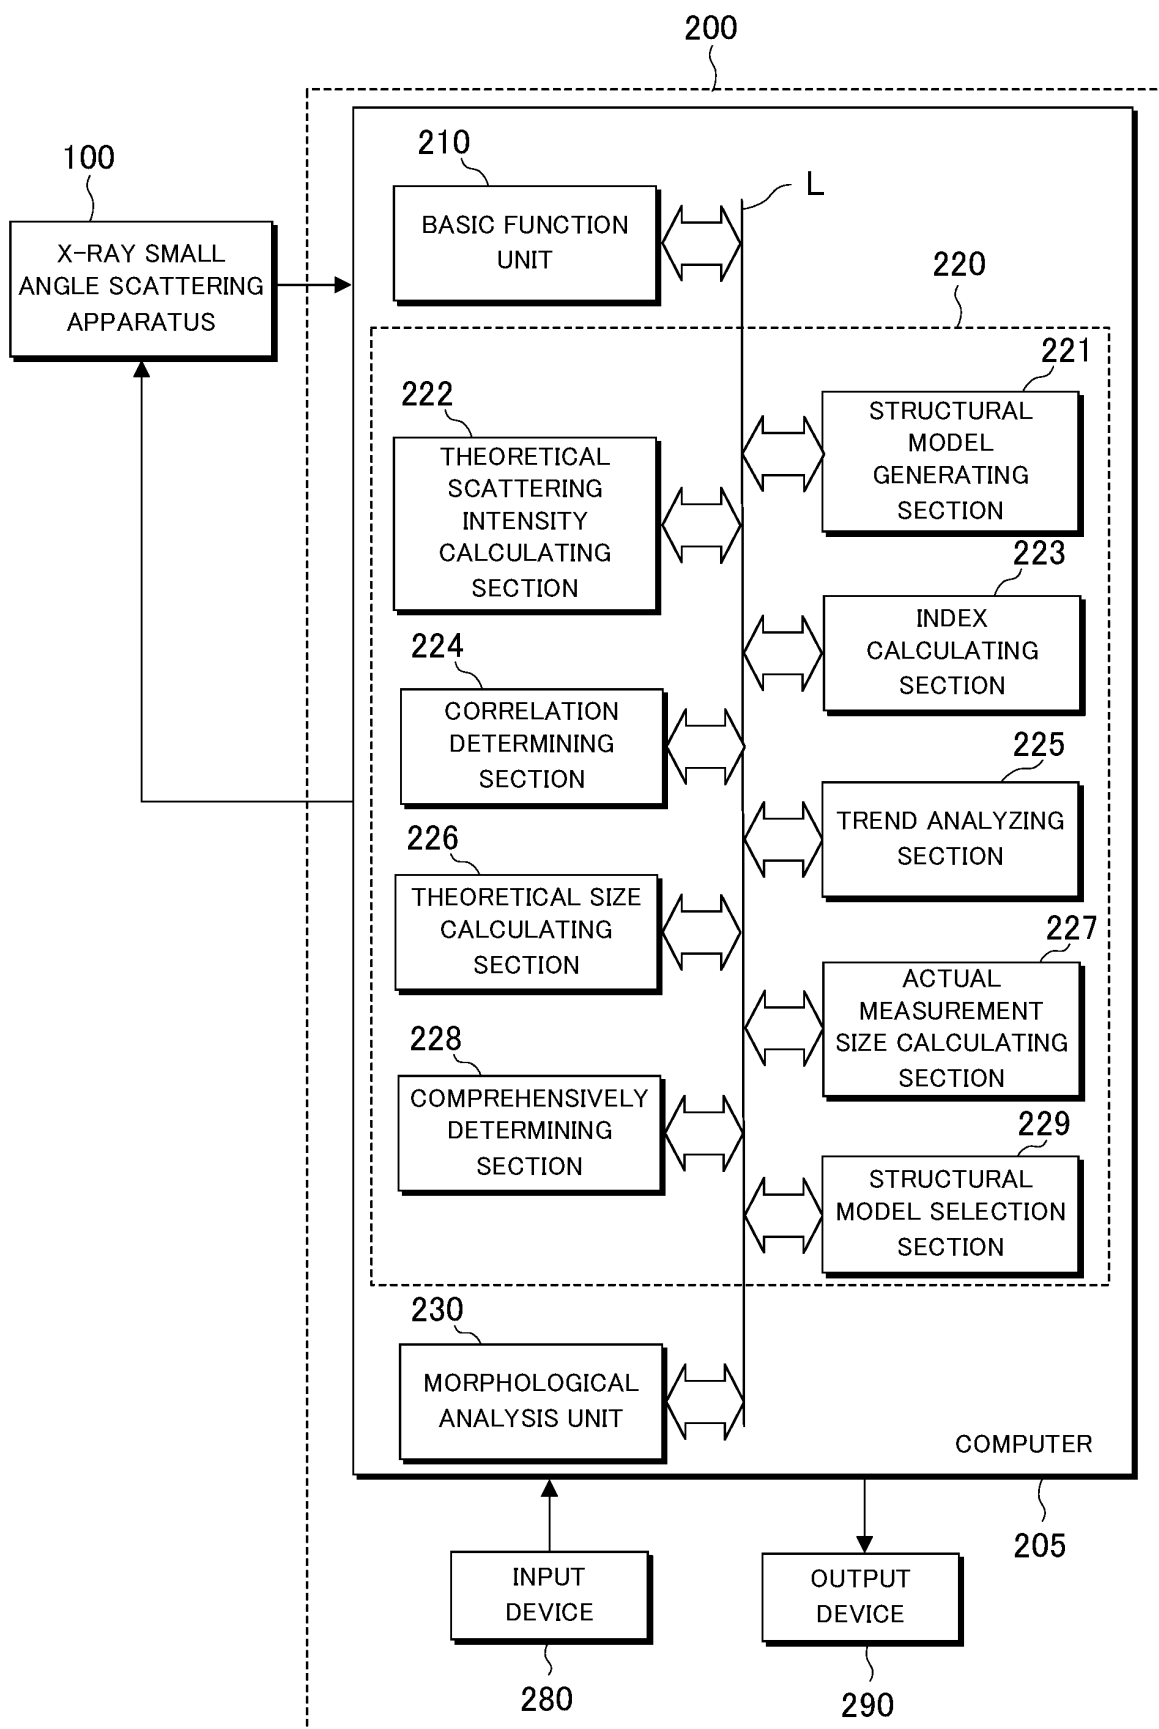 200
100
X-RAY SMALL
ANGLE SCATTERING
APPARATUS
210
BASIC FUNCTION
UNIT
L
220
221
STRUCTURAL
MODEL
GENERATING
SECTION
222
THEORETICAL
SCATTERING
INTENSITY
CALCULATING
SECTION
223
INDEX
CALCULATING
SECTION
224
CORRELATION
DETERMINING
SECTION
225
TREND ANALYZING
SECTION
226
THEORETICAL SIZE
CALCULATING
SECTION
227
ACTUAL
MEASUREMENT
SIZE CALCULATING
SECTION
228
COMPREHENSIVELY
DETERMINING
SECTION
229
STRUCTURAL
MODEL SELECTION
SECTION
230
MORPHOLOGICAL
ANALYSIS UNIT
COMPUTER
205
INPUT
DEVICE
280
OUTPUT
DEVICE
290